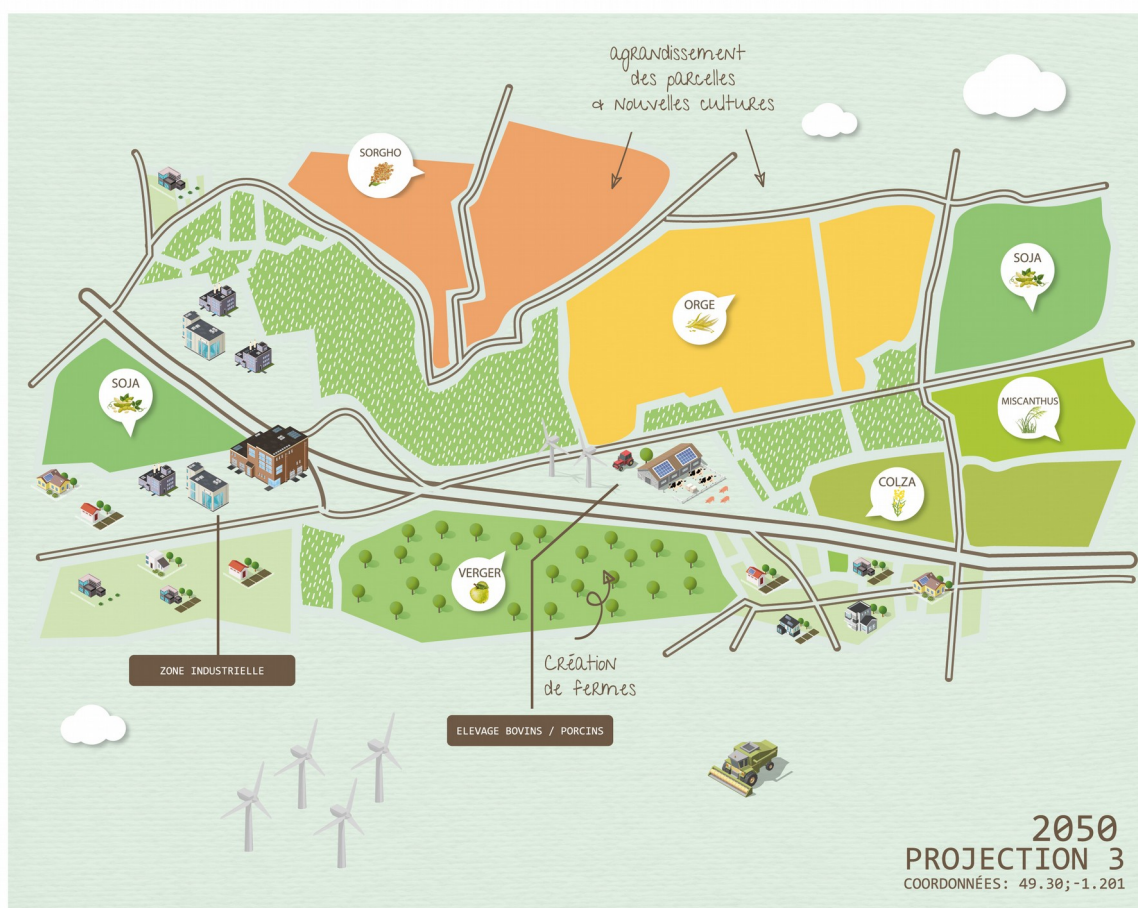 agrandissement
des parcelles
& nouvelles cultures
SORGHO
SOJA
ORGE
SOJA
MISCANTHUS
COLZA
VERGER
ZONE INDUSTRIELLE
Création
de fermes
ELEVAGE BOVINS / PORCINS
2050
PROJECTION 3
COORDONNÉES: 49.30;-1.201